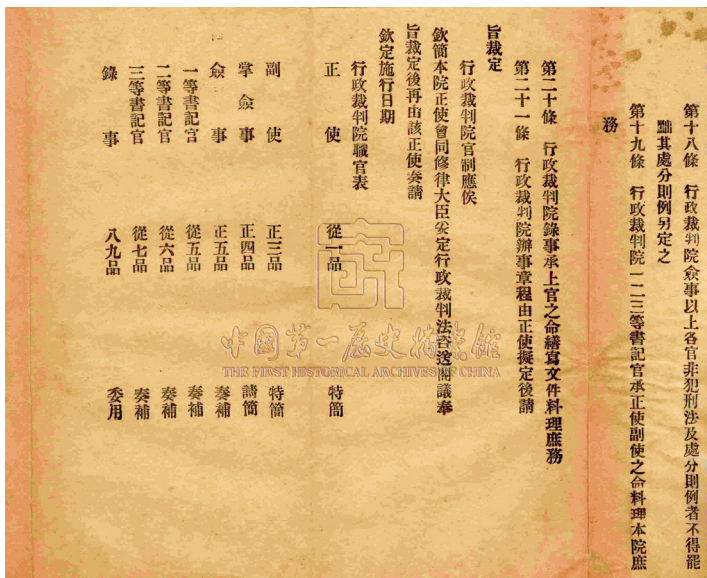 第十八條　行政裁判院僉事以上各官非犯刑法及處分則例者不得罷
黜其處分則例另定之
第十九條　行政裁判院一二三等書記官承正使副使之命料理本院庶
務
第二十條　行政裁判院錄事承上官之命繕寫文件料理庶務
第二十一條　行政裁判院辦事章程由正使擬定後請
旨裁定
行政裁判院官制應俟
欽簡本院正使會同修律大臣妥定行政裁判法咨送閣議奉
旨裁定後再由該正使奏請
欽定施行日期
行政裁判院職官表
正使　從一品　特簡
副使　正三品　特簡
掌僉事　正四品　請簡
僉事　正五品　奏補
一等書記官　從五品　奏補
二等書記官　從六品　奏補
三等書記官　從七品　奏補
錄事　八九品　委用
中國第一歷史檔案館
THE FIRST HISTORICAL ARCHIVES OF CHINA